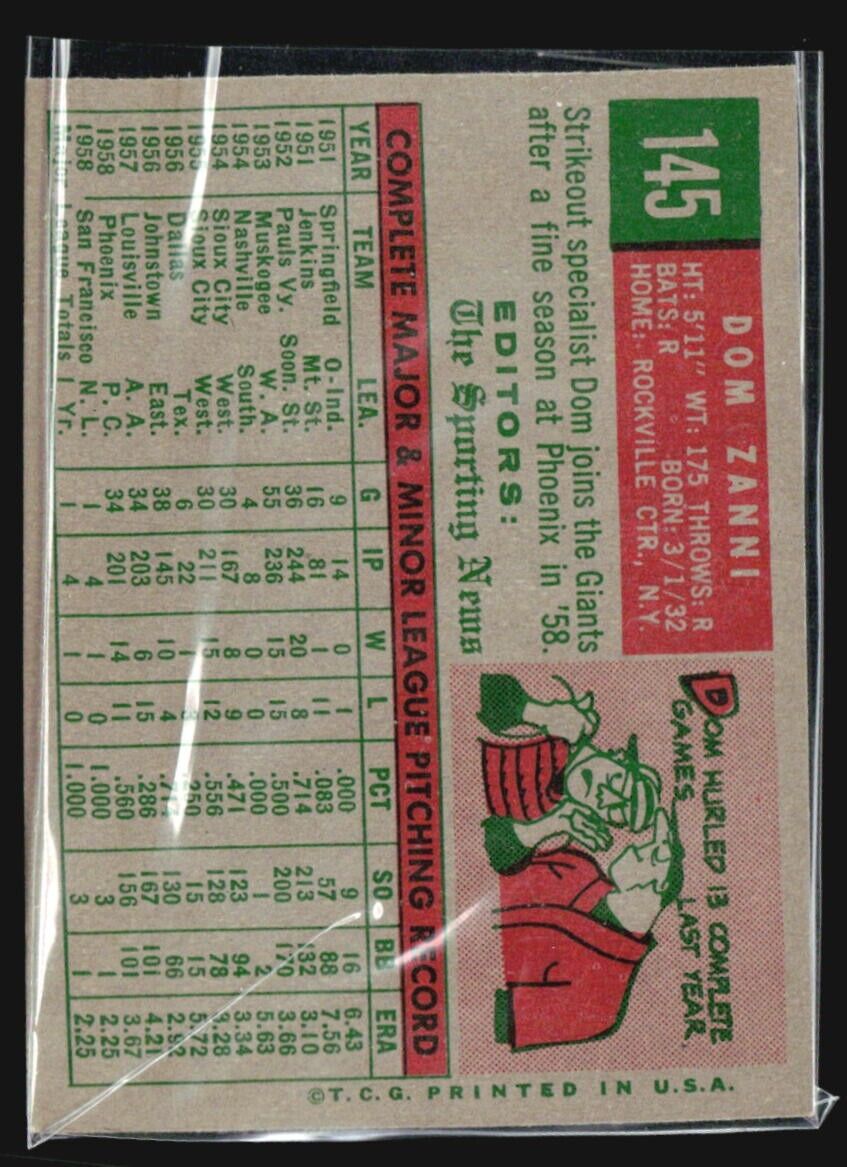 145
DOM ZANNI
HT: 5'11" WT: 175 THROWS: R
BATS: R BORN: 3/1/32
HOME: ROCKVILLE CTR., N.Y.
Strikeout specialist Dom joins the Giants
after a fine season at Phoenix in '58.
EDITORS:
The Sporting News
DOM HURLED 13 COMPLETE
GAMES LAST YEAR.
COMPLETE MAJOR & MINOR LEAGUE PITCHING RECORD
YEAR TEAM LEA. G IP W L PCT SO BB ERA
1951 Springfield O-Ind. 9 14 0 1 .000 9 16 6.43
1951 Jenkins Mt. St. 16 81 1 11 .083 57 88 7.56
1952 Pauls Vy. Soon. St. 36 244 20 8 .714 213 132 3.10
1953 Muskogee W. A. 55 236 15 15 .500 200 170 3.66
1954 Nashville South. 4 8 0 0 .000 1 2 5.63
1954 Sioux City West. 30 167 8 9 .471 123 94 3.34
1955 Sioux City West. 30 211 15 12 .556 128 78 3.28
1956 Dallas Tex. 6 22 1 3 .250 15 15 5.72
1956 Johnstown East. 38 145 10 4 .714 130 66 2.92
1957 Louisville A. A. 34 203 6 15 .286 167 101 4.21
1958 Phoenix P. C. 34 201 14 11 .560 156 101 3.67
1958 San Francisco N. L. 1 4 1 0 1.000 3 1 2.25
Major League Totals 1 Yr. 1 4 1 0 1.000 3 1 2.25
©T.C.G. PRINTED IN U.S.A.